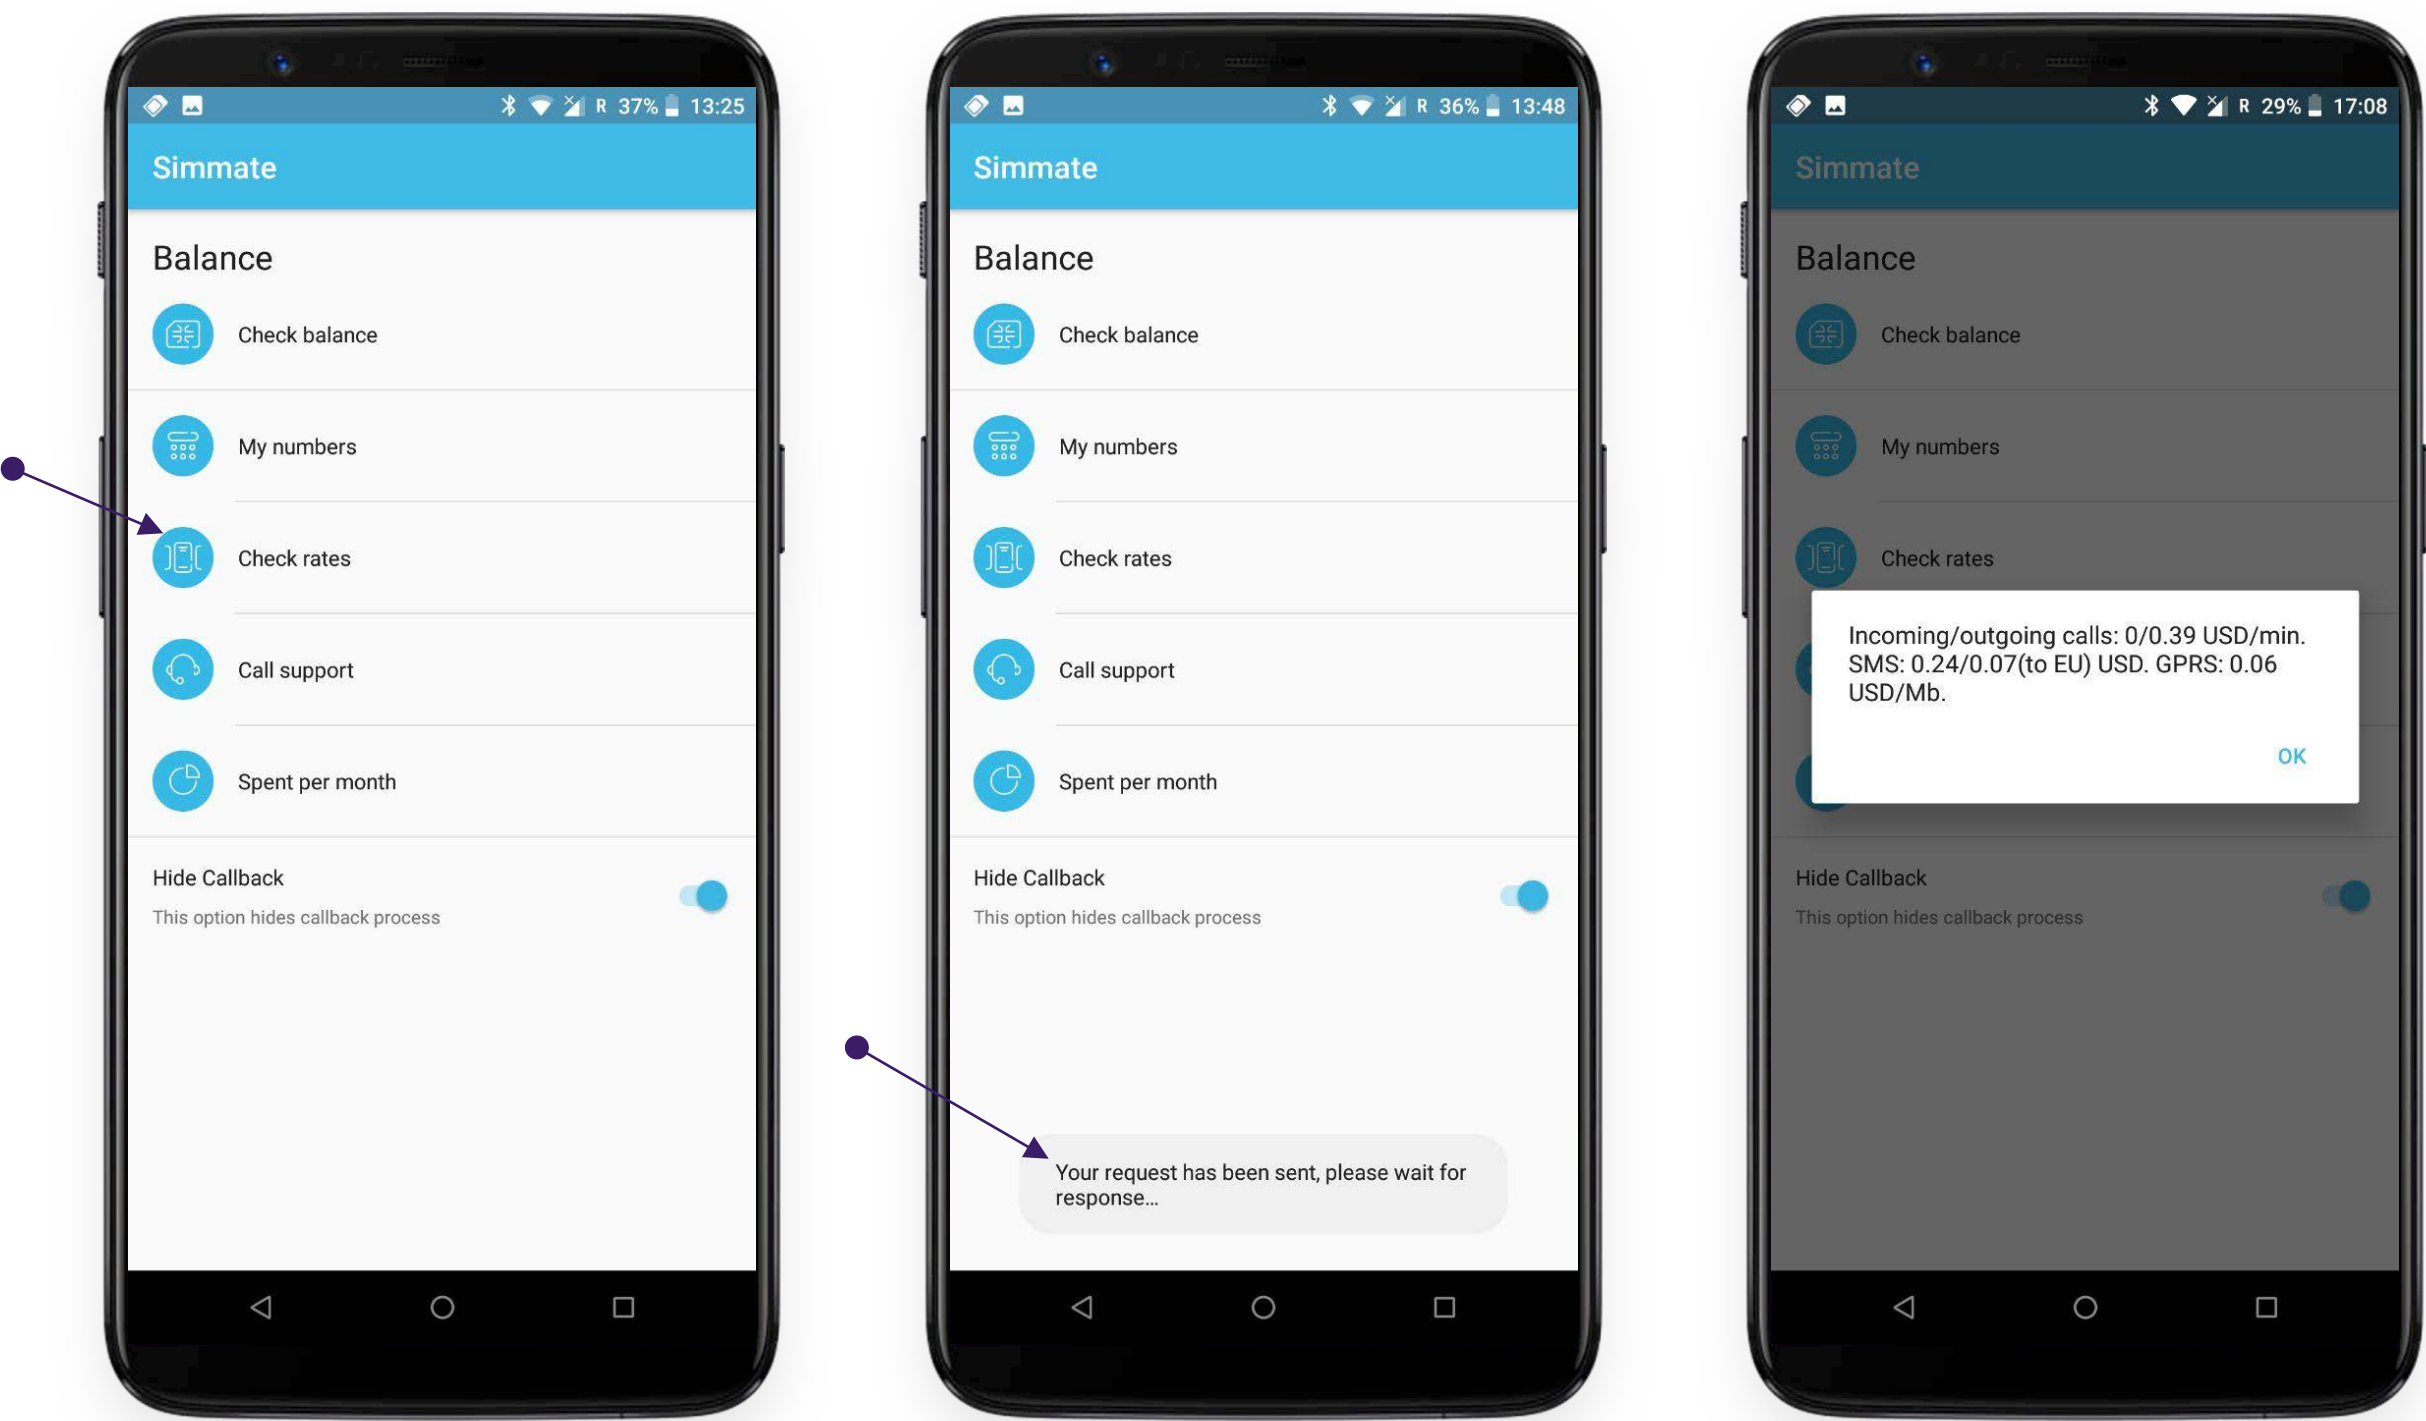 R 37% 13:25
Simmate
Balance
Check balance
My numbers
Check rates
Call support
Spent per month
Hide Callback
This option hides callback process
R 36% 13:48
Simmate
Balance
Check balance
My numbers
Check rates
Call support
Spent per month
Hide Callback
This option hides callback process
Your request has been sent, please wait for
response...
R 29% 17:08
Simmate
Balance
Check balance
My numbers
Check rates
Incoming/outgoing calls: 0/0.39 USD/min.
SMS: 0.24/0.07(to EU) USD. GPRS: 0.06
USD/Mb.
OK
Hide Callback
This option hides callback process